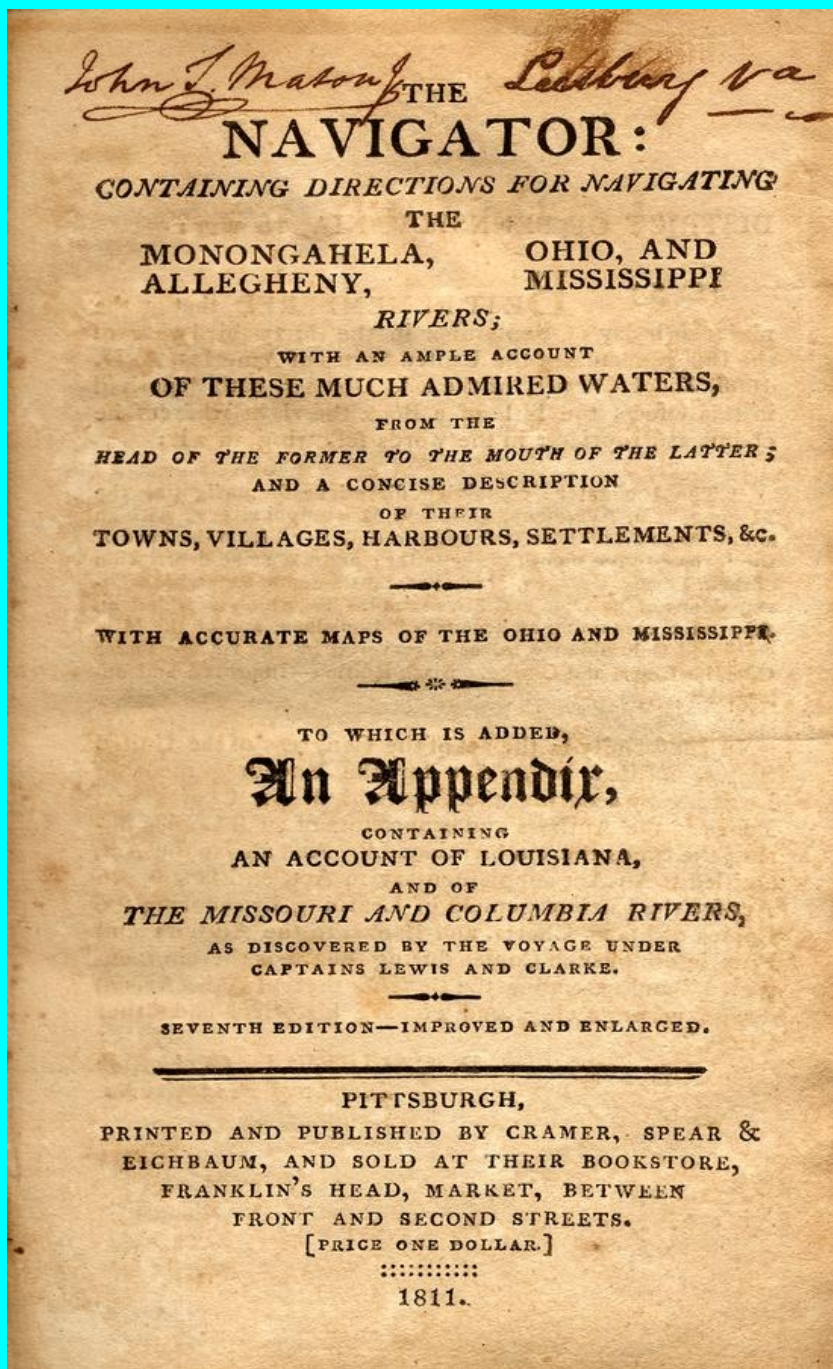 John T. Mason Jr Leesburg Va
THE
NAVIGATOR:
CONTAINING DIRECTIONS FOR NAVIGATING
THE
MONONGAHELA, OHIO, AND
ALLEGHENY, MISSISSIPPI
RIVERS;
WITH AN AMPLE ACCOUNT
OF THESE MUCH ADMIRED WATERS,
FROM THE
HEAD OF THE FORMER TO THE MOUTH OF THE LATTER;
AND A CONCISE DESCRIPTION
OF THEIR
TOWNS, VILLAGES, HARBOURS, SETTLEMENTS, &c.
WITH ACCURATE MAPS OF THE OHIO AND MISSISSIPPI.
TO WHICH IS ADDED,
An Appendix,
CONTAINING
AN ACCOUNT OF LOUISIANA,
AND OF
THE MISSOURI AND COLUMBIA RIVERS,
AS DISCOVERED BY THE VOYAGE UNDER
CAPTAINS LEWIS AND CLARKE.
SEVENTH EDITION—IMPROVED AND ENLARGED.
PITTSBURGH,
PRINTED AND PUBLISHED BY CRAMER, SPEAR &
EICHBAUM, AND SOLD AT THEIR BOOKSTORE,
FRANKLIN'S HEAD, MARKET, BETWEEN
FRONT AND SECOND STREETS.
[PRICE ONE DOLLAR.]
1811.